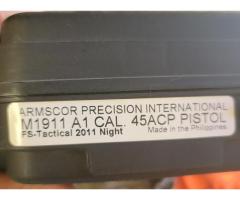 ARMSCOR PRECISION INTERNATIONAL
M1911 A1 CAL. 45ACP PISTOL
FS-Tactical 2011 Night Made in the Philippines